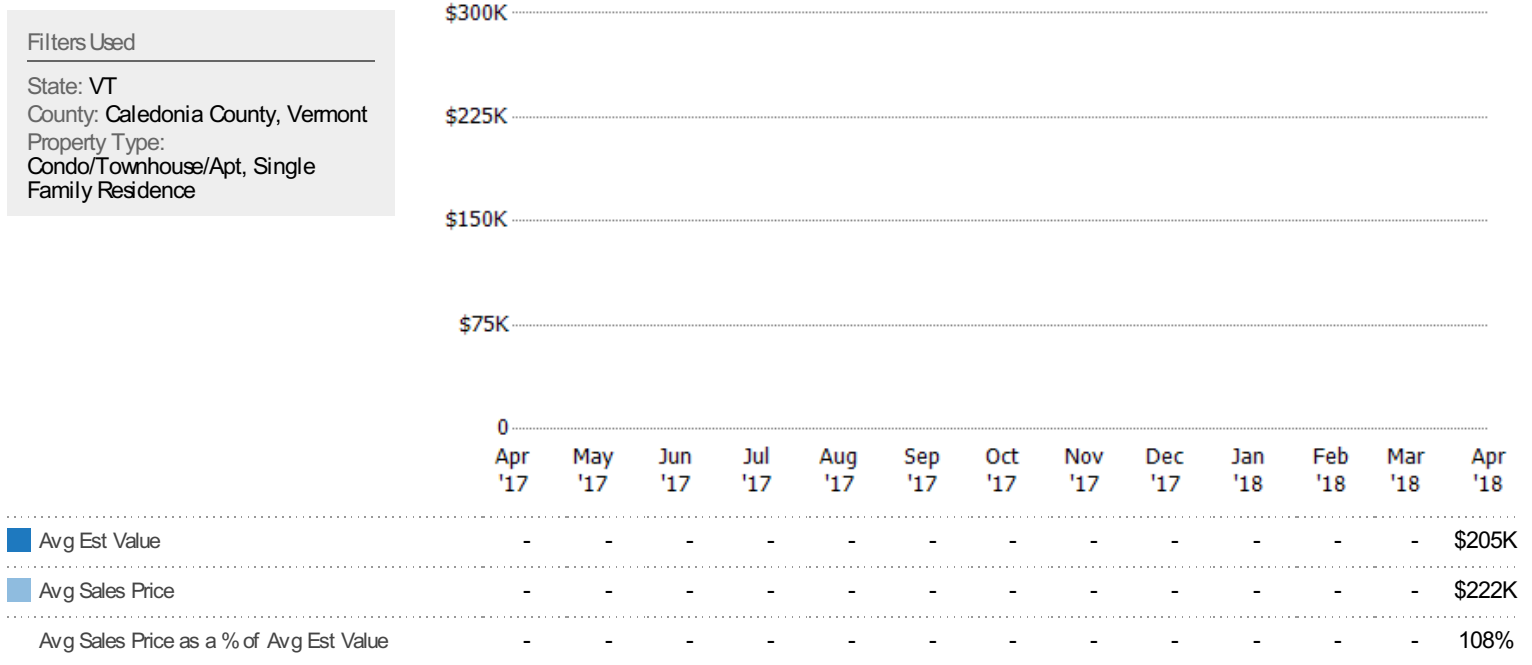 Filters Used
State: VT
County: Caledonia County, Vermont
Property Type:
Condo/Townhouse/Apt, Single
Family Residence
$300K
$225K
$150K
$75K
0
Apr May Jun Jul Aug Sep Oct Nov Dec Jan Feb Mar Apr
'17 '17 '17 '17 '17 '17 '17 '17 '17 '18 '18 '18 '18
Avg Est Value - - - - - - - - - - - - $205K
Avg Sales Price - - - - - - - - - - - - $222K
Avg Sales Price as a % of Avg Est Value - - - - - - - - - - - - 108%